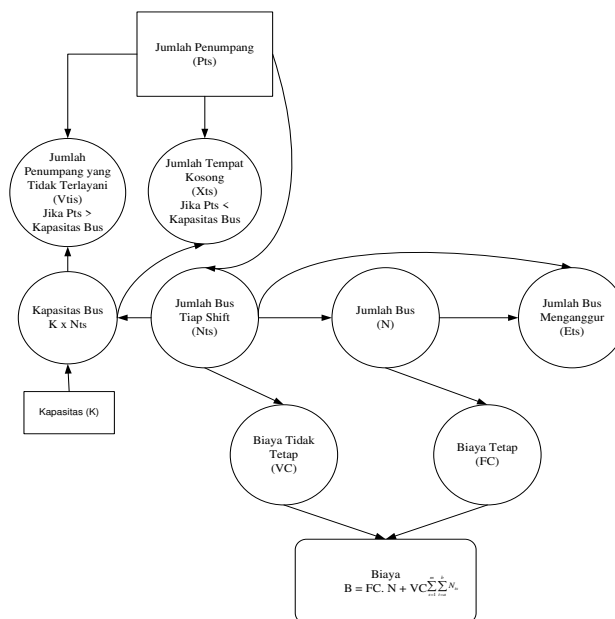 Jumlah Penumpang
(Pts)
Jumlah
Penumpang yang
Tidak Terlayani
(Vtis)
Jika Pts >
Kapasitas Bus
Jumlah Tempat
Kosong
(Xts)
Jika Pts <
Kapasitas Bus
Kapasitas Bus
K x Nts
Jumlah Bus
Tiap Shift
(Nts)
Jumlah Bus
(N)
Jumlah Bus
Menganggur
(Ets)
Kapasitas (K)
Biaya Tidak
Tetap
(VC)
Biaya Tetap
(FC)
Biaya
B = FC. N + VC ∑∑ N